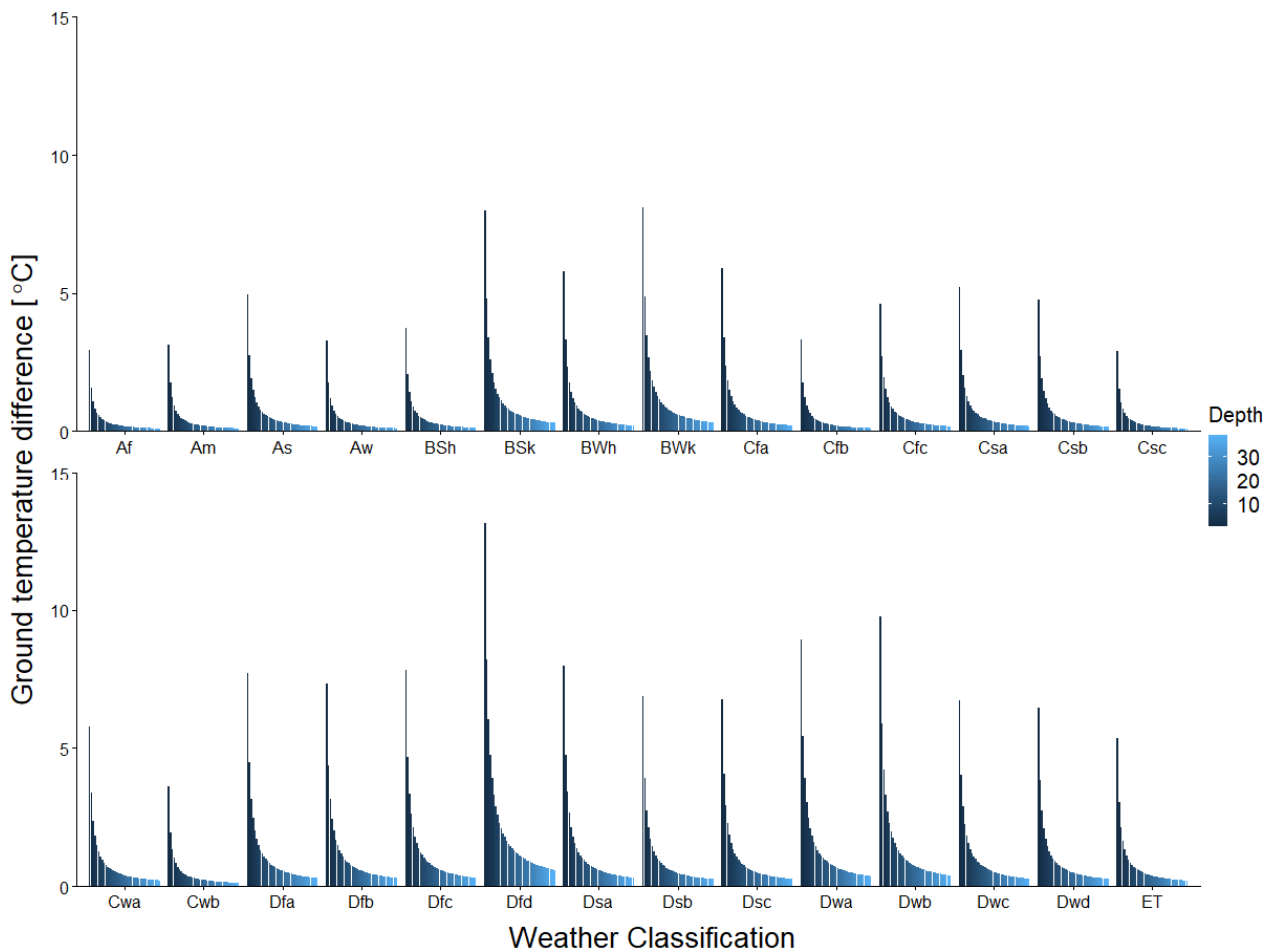 15
10
5
0
Af Am As Aw BSh BSk BWh BWk Cfa Cfb Cfc Csa Csb Csc
15
10
5
0
Cwa Cwb Dfa Dfb Dfc Dfd Dsa Dsb Dsc Dwa Dwb Dwc Dwd ET
Ground temperature difference [ °C]
Weather Classification
Depth
30
20
10